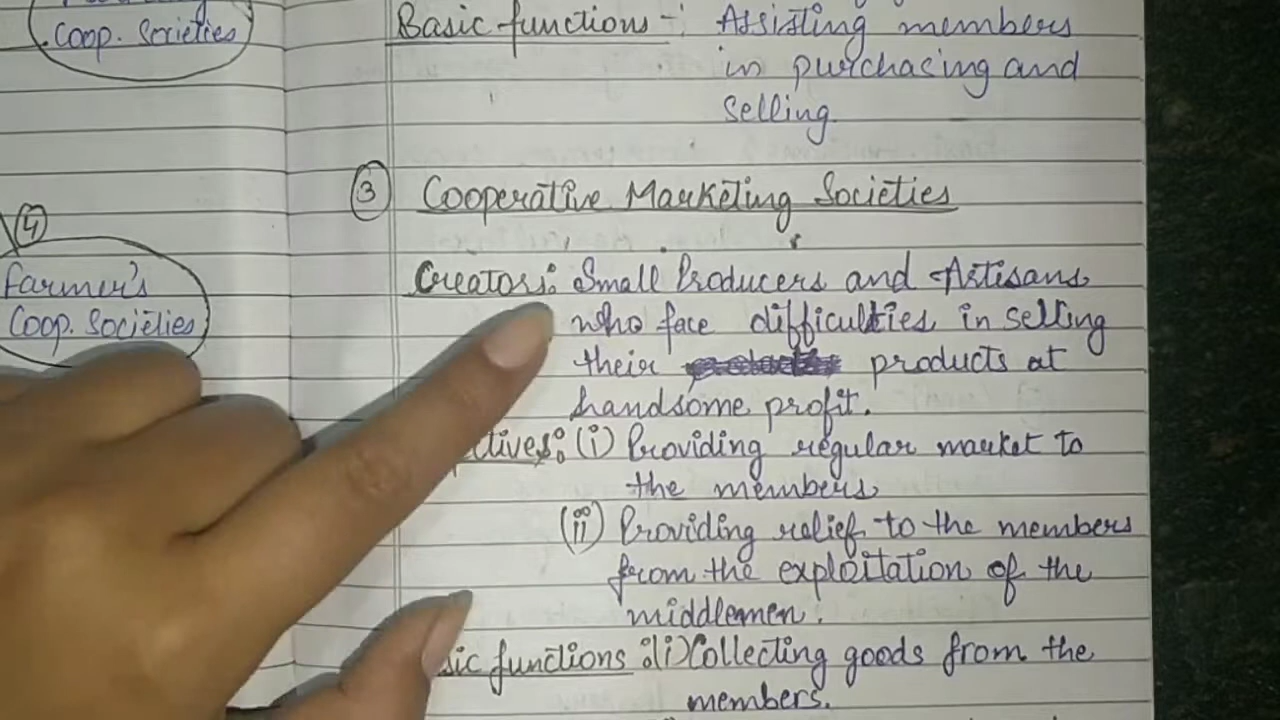 Coop. Societies
Basic functions - : Assisting members
in purchasing and
selling
③ Cooperative Marketing Societies
④
Farmer's
Coop. Societies
Creators: Small Producers and Artisans
who face difficulties in selling
their products at
handsome profit.
ctives: (i) Providing regular market to
the members
(ii) Providing relief to the members
from the exploitation of the
middlemen.
sic functions : (i) Collecting goods from the
members.